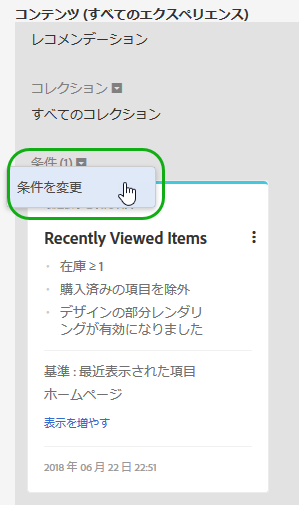 コンテンツ (すべてのエクスペリエンス)
レコメンデーション
コレクション
すべてのコレクション
条件 (1)
条件を変更
Recently Viewed Items
在庫 ≥ 1
購入済みの項目を除外
デザインの部分レンダリ
ングが有効になりました
基準 : 最近表示された項目
ホームページ
表示を増やす
2018 年 06 月 22 日 22:51